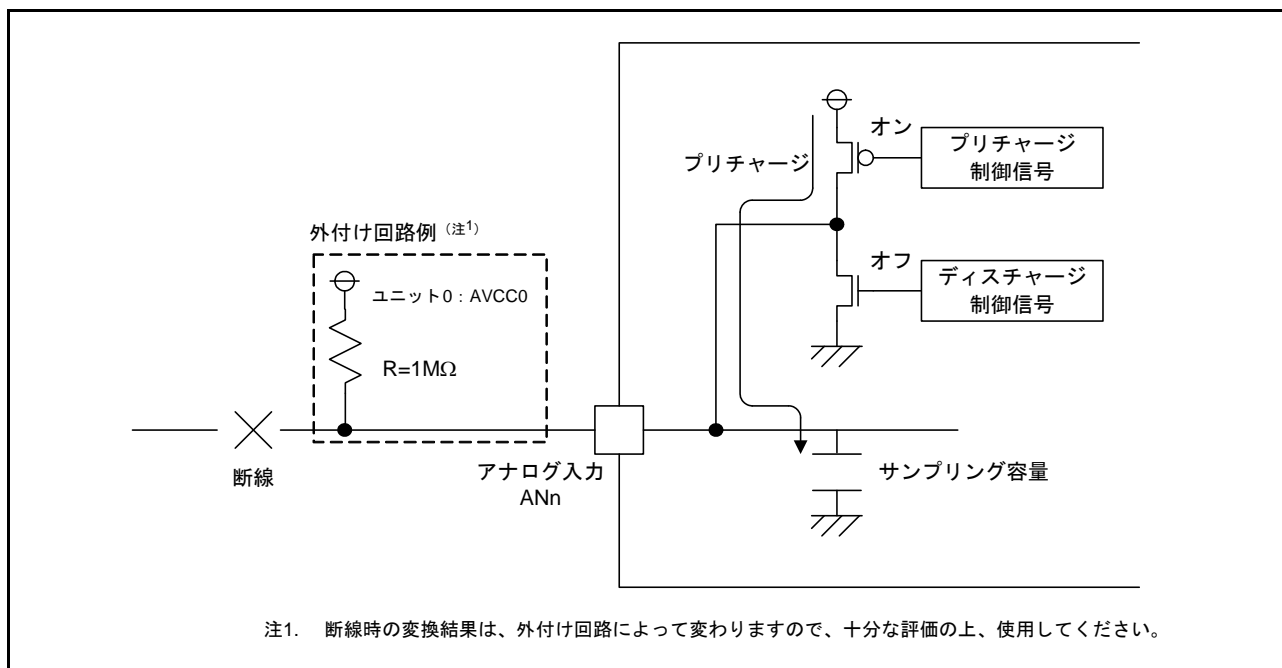 オン
プリチャージ
制御信号
プリチャージ
外付け回路例（注1）
オフ
ディスチャージ
制御信号
ユニット0：AVCC0
R=1MΩ
断線
アナログ入力
ANn
サンプリング容量
注1.　断線時の変換結果は、外付け回路によって変わりますので、十分な評価の上、使用してください。